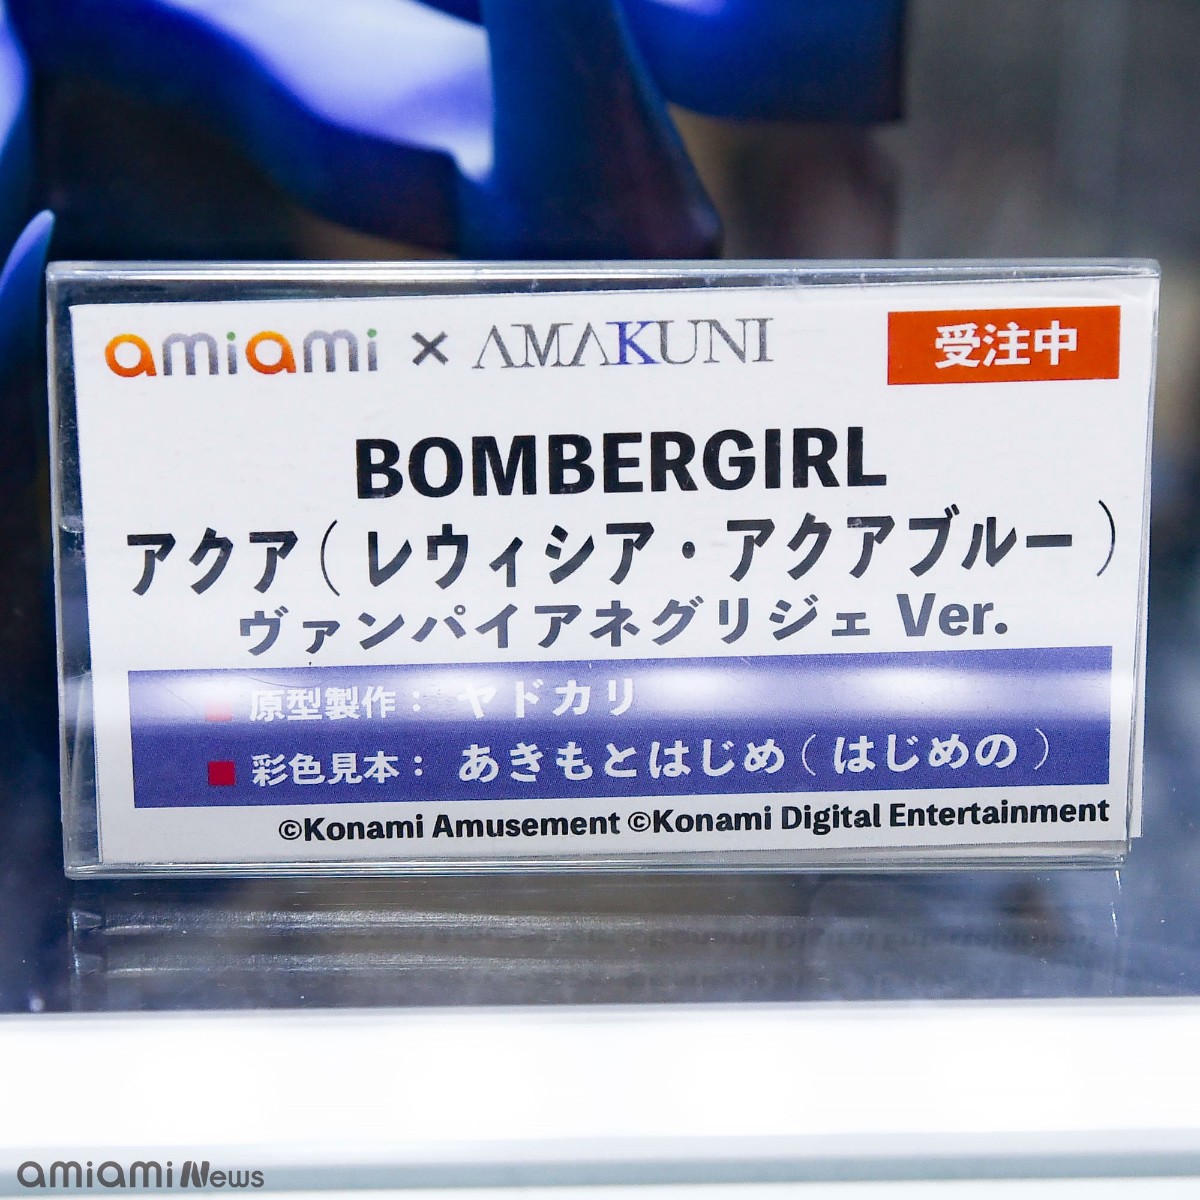 amiami × AMAKUNI 受注中
BOMBERGIRL
アクア(レウィシア・アクアブルー)
ヴァンパイアネグリジェ Ver.
■ 原型製作： ヤドカリ
■ 彩色見本： あきもとはじめ(はじめの)
©Konami Amusement ©Konami Digital Entertainment
amiami News